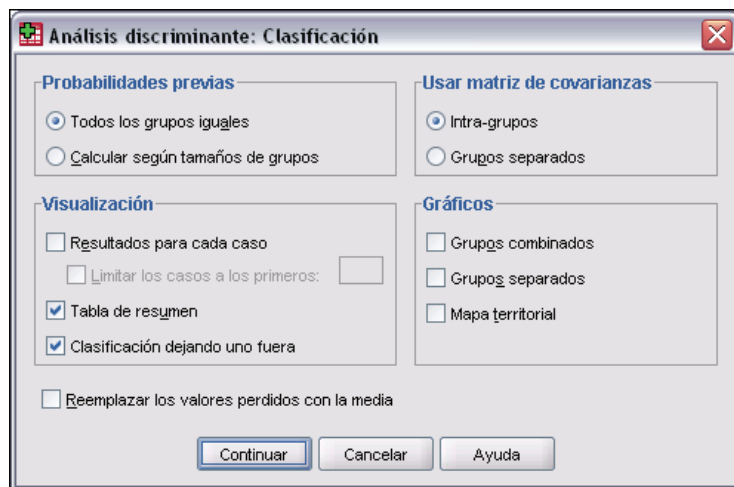 Análisis discriminante: Clasificación
Probabilidades previas
Todos los grupos iguales
Calcular según tamaños de grupos
Usar matriz de covarianzas
Intra-grupos
Grupos separados
Visualización
Resultados para cada caso
Limitar los casos a los primeros:
Tabla de resumen
Clasificación dejando uno fuera
Gráficos
Grupos combinados
Grupos separados
Mapa territorial
Reemplazar los valores perdidos con la media
Continuar
Cancelar
Ayuda